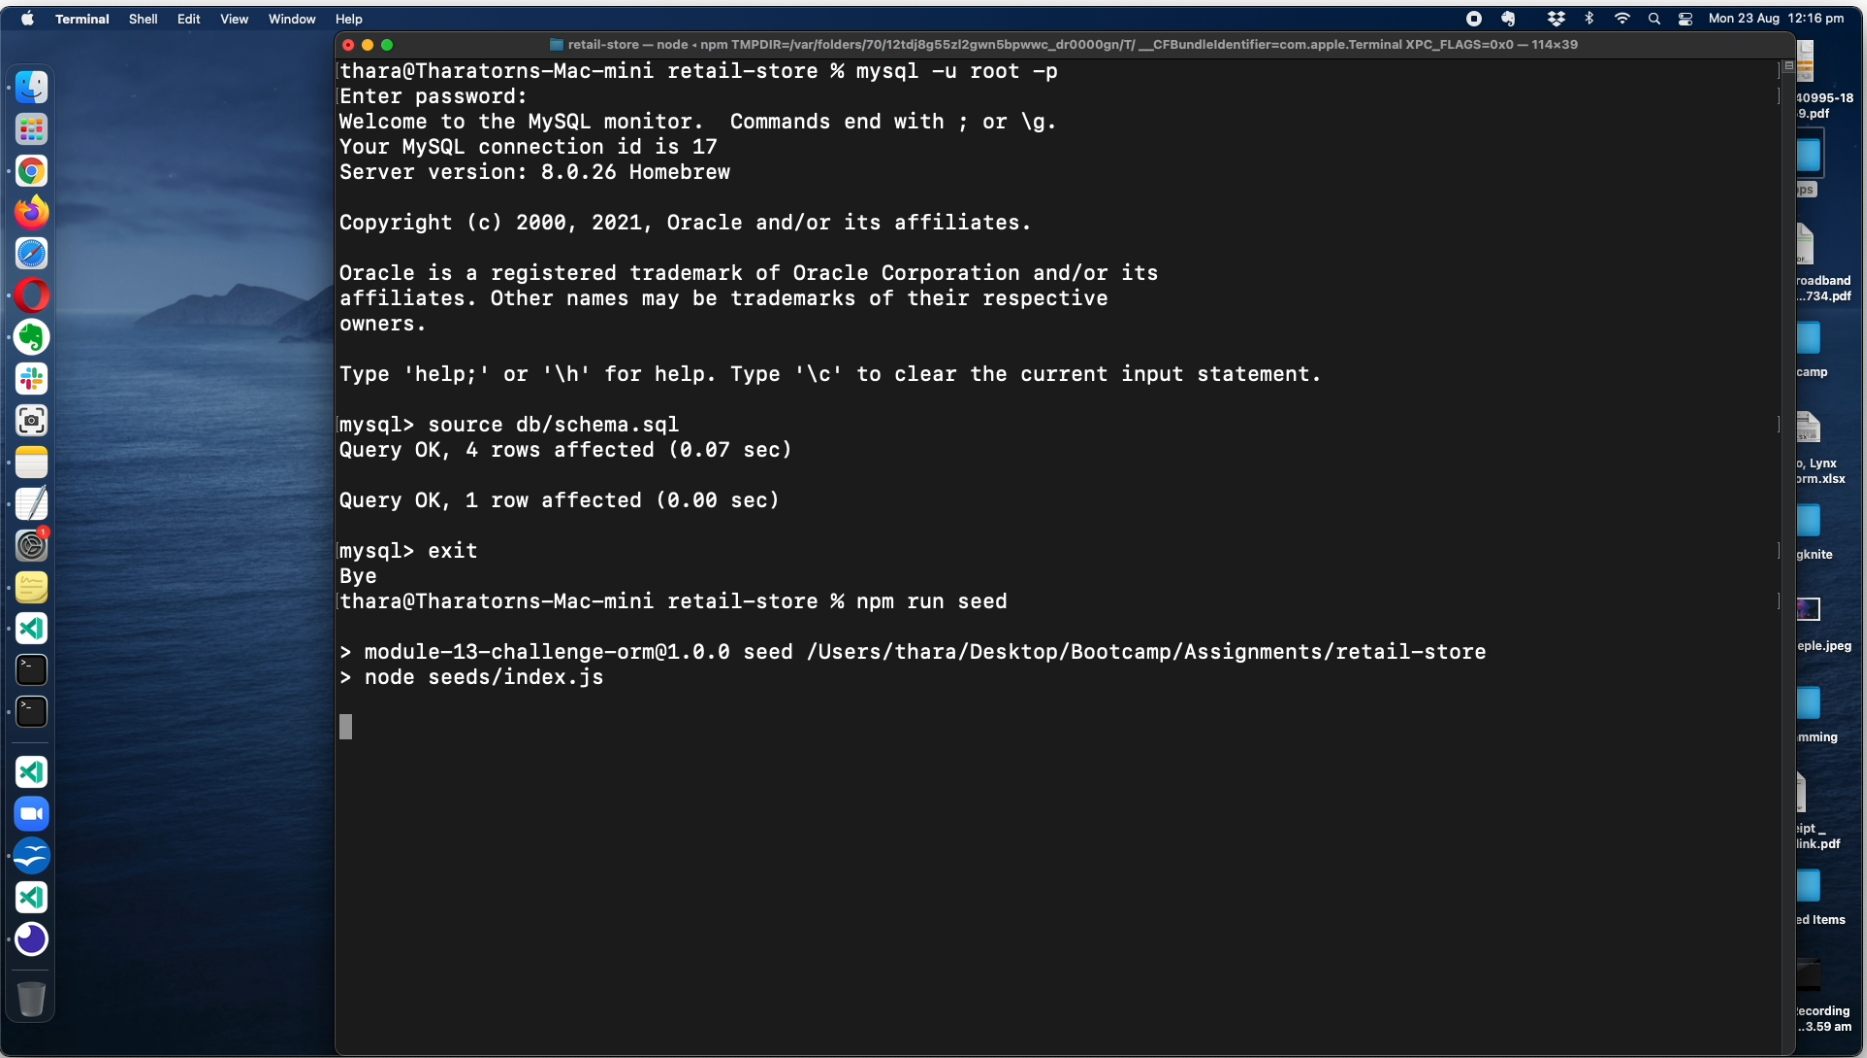 Terminal Shell Edit View Window Help
Mon 23 Aug 12:16 pm
retail-store — node ◂ npm TMPDIR=/var/folders/70/12tdj8g55zl2gwn5bpwwc_dr0000gn/T/ __CFBundleIdentifier=com.apple.Terminal XPC_FLAGS=0x0 — 114×39
thara@Tharatorns-Mac-mini retail-store % mysql -u root -p
Enter password:
Welcome to the MySQL monitor.  Commands end with ; or \g.
Your MySQL connection id is 17
Server version: 8.0.26 Homebrew
Copyright (c) 2000, 2021, Oracle and/or its affiliates.
Oracle is a registered trademark of Oracle Corporation and/or its
affiliates. Other names may be trademarks of their respective
owners.
Type 'help;' or '\h' for help. Type '\c' to clear the current input statement.
mysql> source db/schema.sql
Query OK, 4 rows affected (0.07 sec)
Query OK, 1 row affected (0.00 sec)
mysql> exit
Bye
thara@Tharatorns-Mac-mini retail-store % npm run seed
> module-13-challenge-orm@1.0.0 seed /Users/thara/Desktop/Bootcamp/Assignments/retail-store
> node seeds/index.js
40995-18
9.pdf
ops
roadband
...734.pdf
camp
o, Lynx
orm.xlsx
gknite
eple.jpeg
mming
eipt _
link.pdf
ed Items
ecording
...3.59 am
1